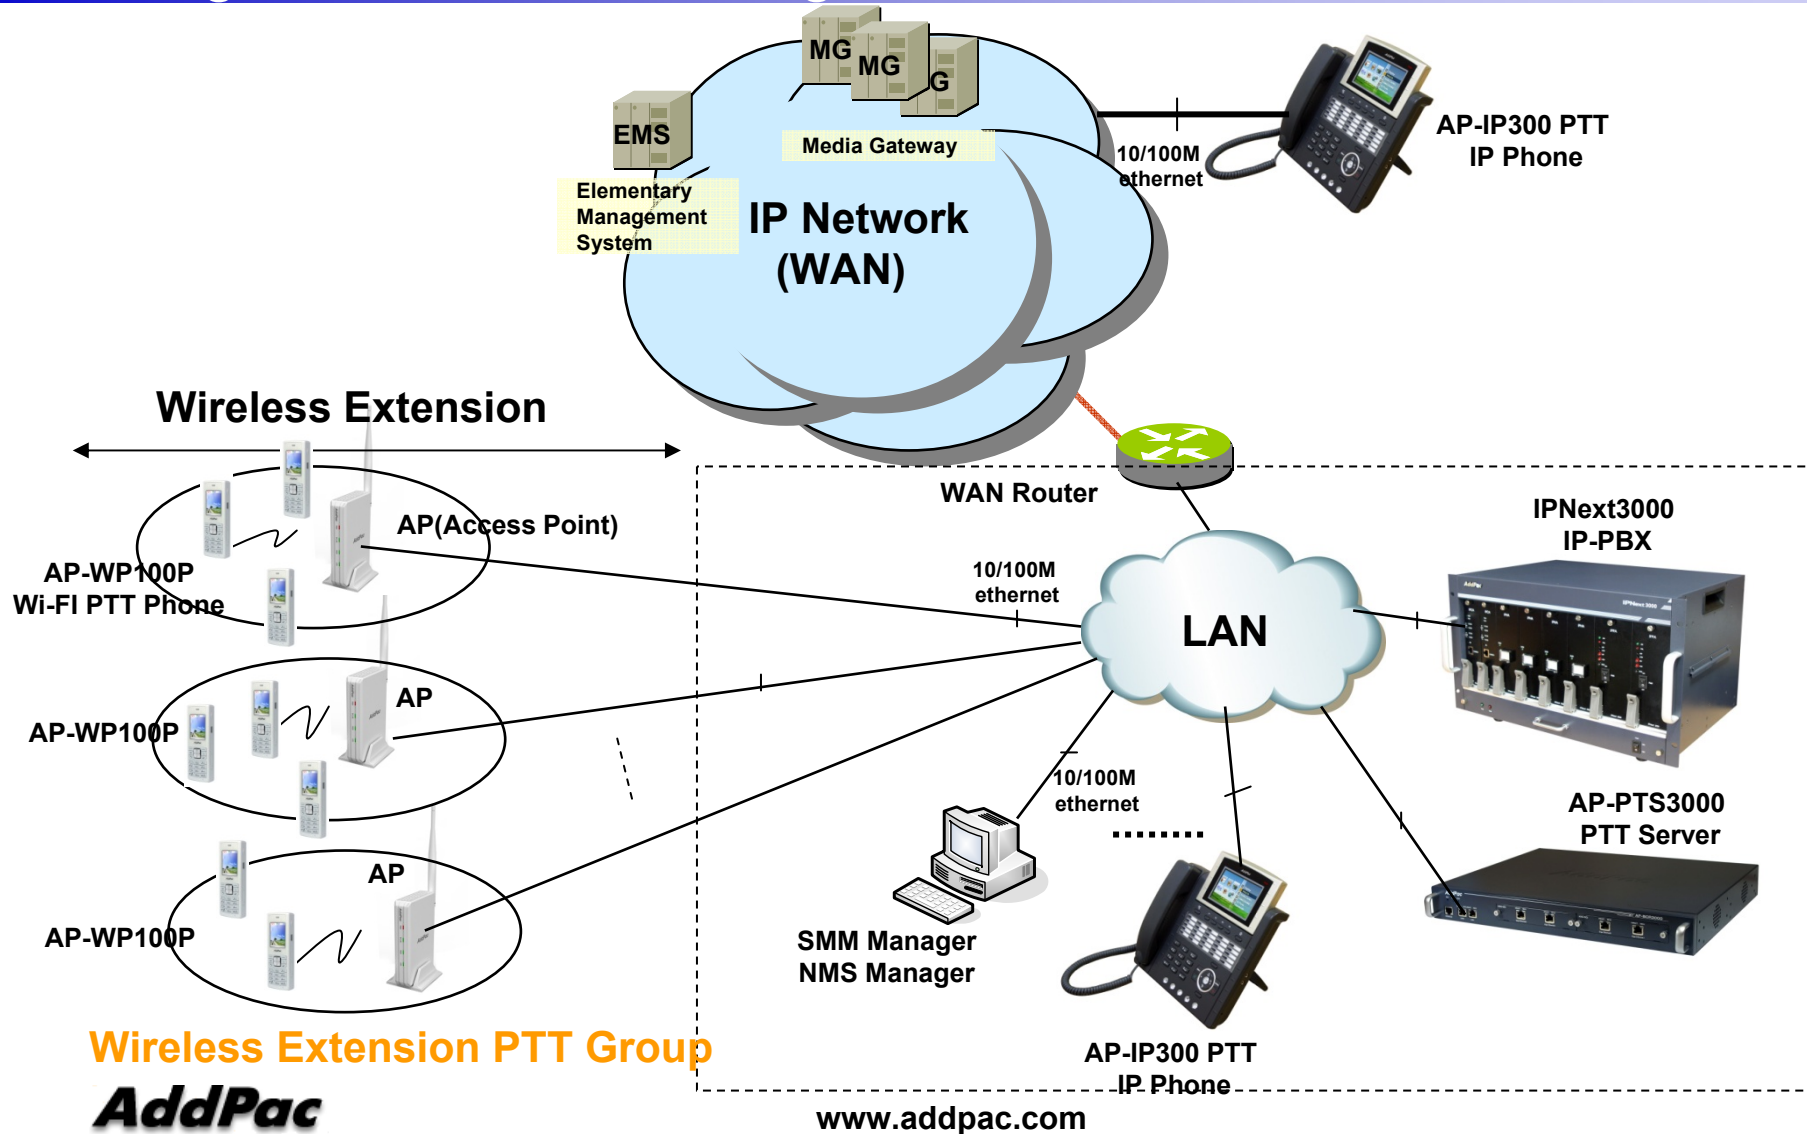 MG
MG
G
EMS
Media Gateway
Elementary
Management
System
IP Network
(WAN)
10/100M
ethernet
AP-IP300 PTT
IP Phone
Wireless Extension
WAN Router
AP(Access Point)
AP-WP100P
Wi-FI PTT Phone
10/100M
ethernet
LAN
IPNext3000
IP-PBX
AddPac
IPNext 3000
AP
AP-WP100P
10/100M
ethernet
AP-PTS3000
PTT Server
AP
AP-WP100P
SMM Manager
NMS Manager
AP-IP300 PTT
IP Phone
Wireless Extension PTT Group
AddPac
www.addpac.com